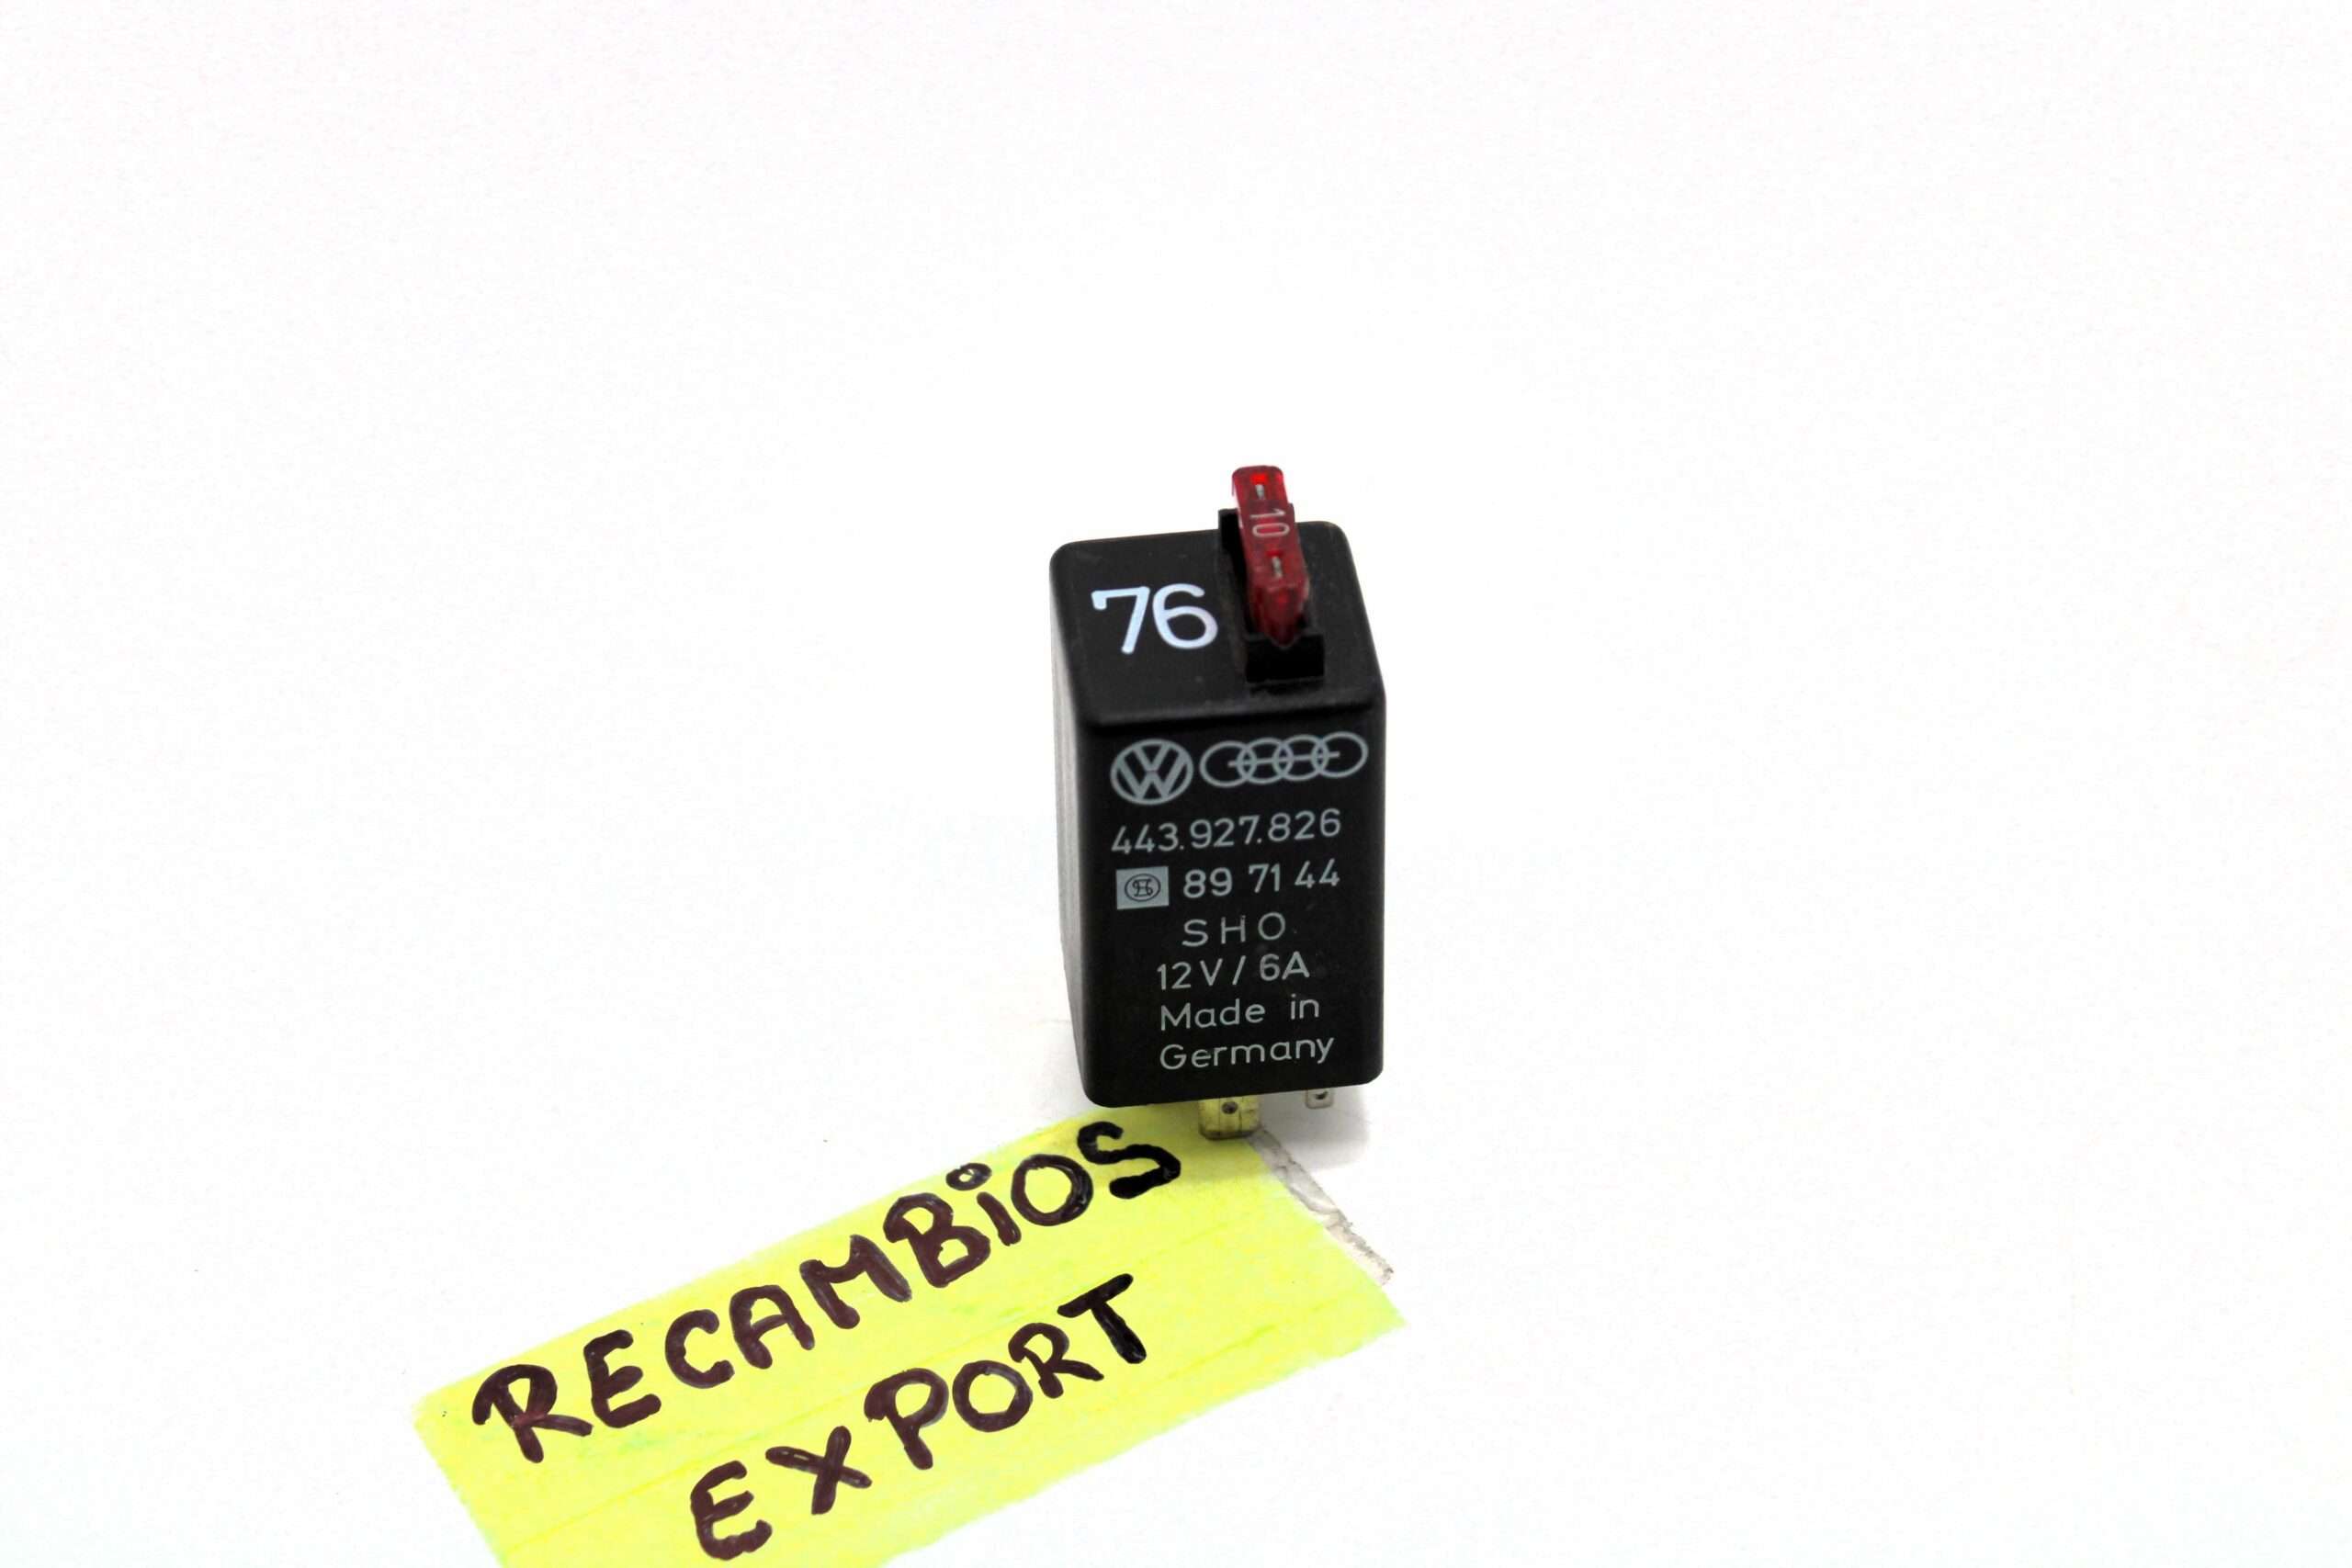 10
76
443.927.826
89 71 44
SHO
12V/6A
Made in
Germany
RECAMBiOS
EXPORT